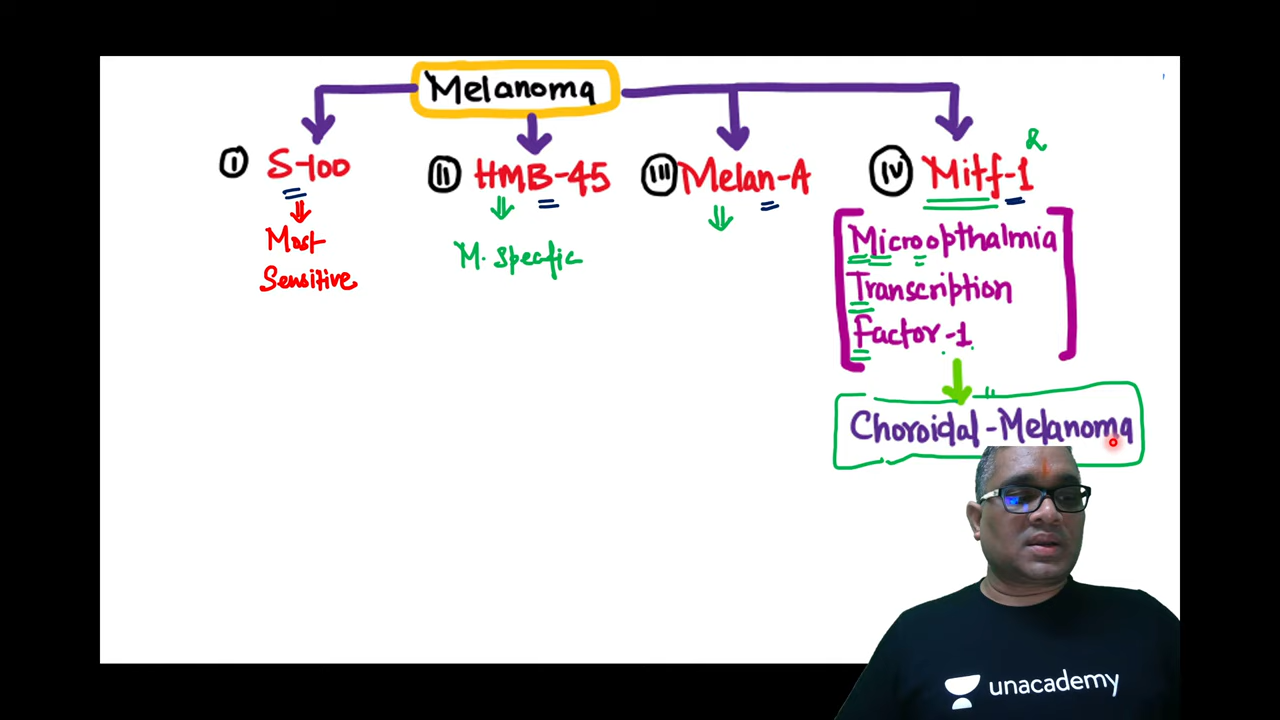 Melanoma
I S-100
Most
Sensitive
II HMB-45
M. Specific
III Melan-A
IV Mitf-1
Microopthalmia
Transcription
Factor-1
Choroidal-Melanoma
unacademy